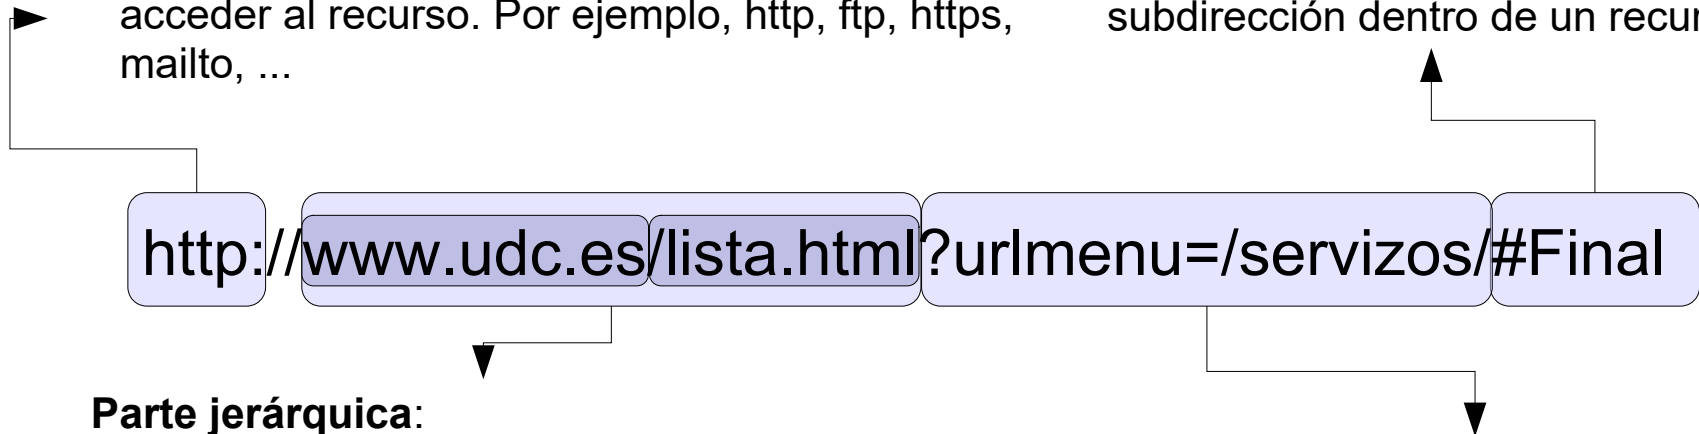 acceder al recurso. Por ejemplo, http, ftp, https,
mailto, ...
subdirección dentro de un
http://www.udc.es/lista.html?urlmenu=/servizos/#Final
Parte jerárquica: